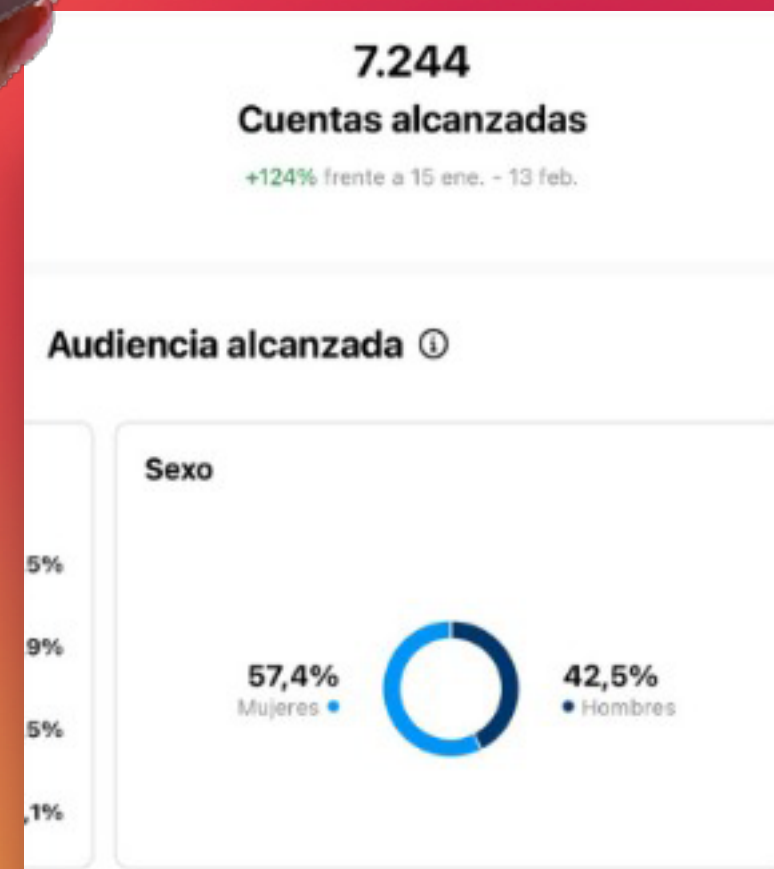 7.244
Cuentas alcanzadas
+124% frente a 15 ene. - 13 feb.
Audiencia alcanzada
Sexo
5%
9%
5%
,1%
57,4%
Mujeres
42,5%
Hombres